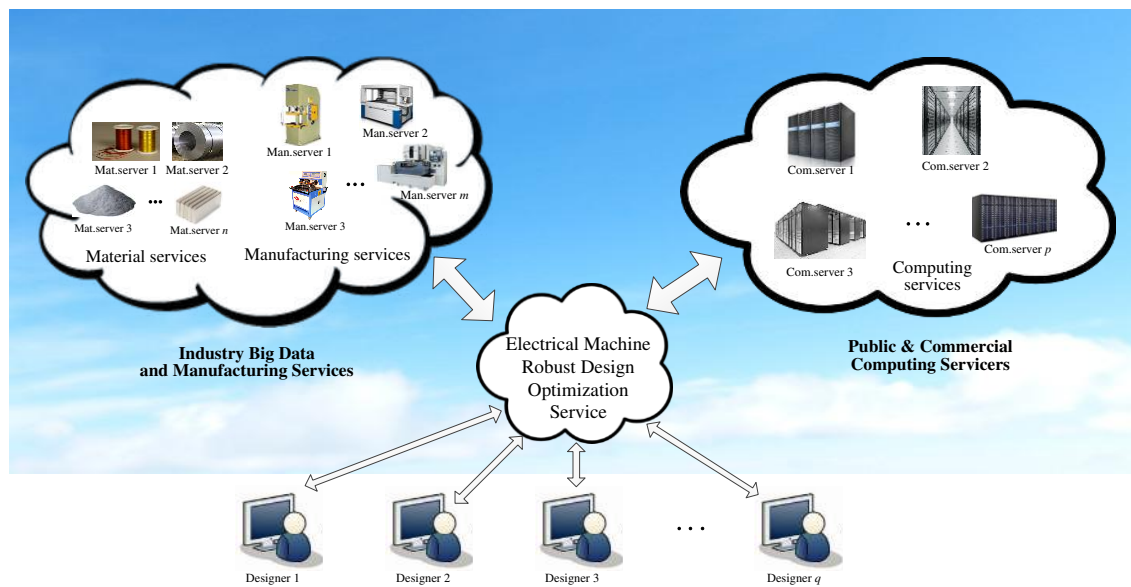 Man.server 1
Man.server 2
Mat.server 1
Mat.server 2
Man.server 3
Man.server m
Mat.server 3
Mat.server n
...
...
Material services
Manufacturing services
Com.server 1
Com.server 2
Com.server 3
...
Com.server p
Computing
services
Industry Big Data
and Manufacturing Services
Electrical Machine
Robust Design
Optimization
Service
Public & Commercial
Computing Servicers
...
Designer 1
Designer 2
Designer 3
Designer q